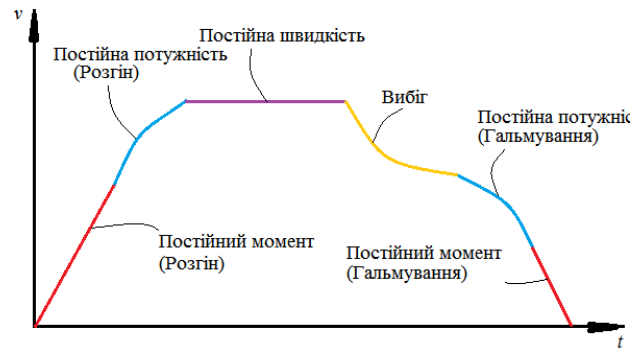 v
Постійна потужність
(Розгін)
Постійна швидкість
Вибіг
Постійна потужніс
(Гальмування)
Постійний момент
(Розгін)
Постійний момент
(Гальмування)
t